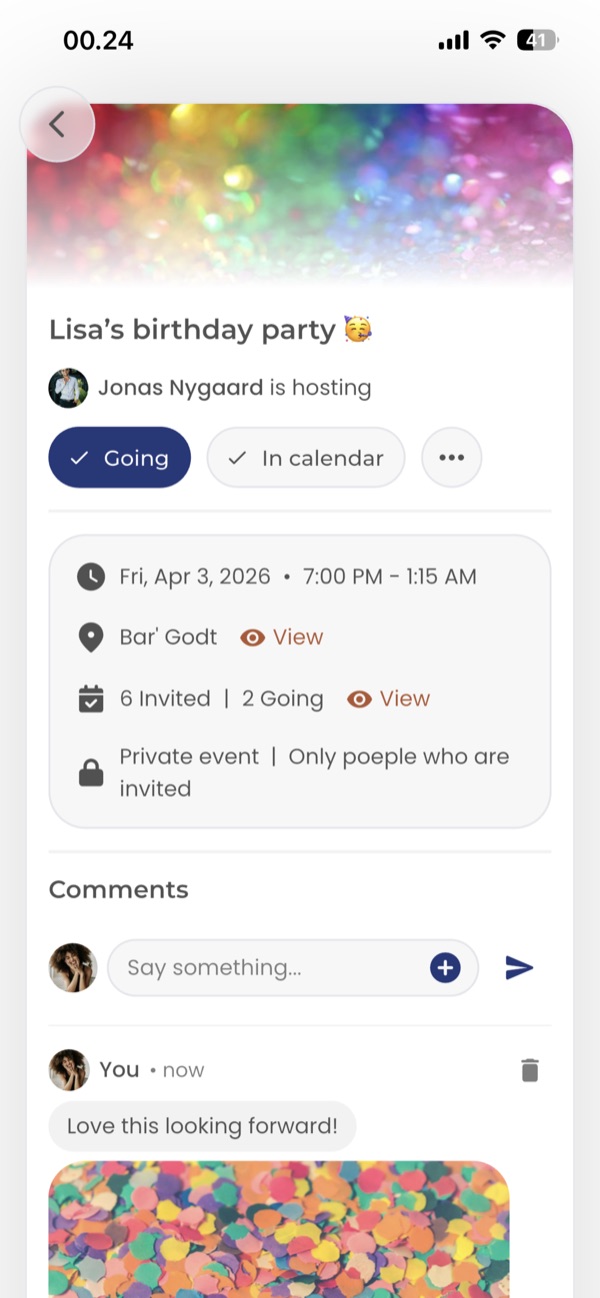 00.24
41
Lisa's birthday party 🥳
Jonas Nygaard is hosting
Going
In calendar
Fri, Apr 3, 2026 • 7:00 PM - 1:15 AM
Bar' Godt View
6 Invited | 2 Going View
Private event | Only poeple who are
invited
Comments
Say something...
You • now
Love this looking forward!